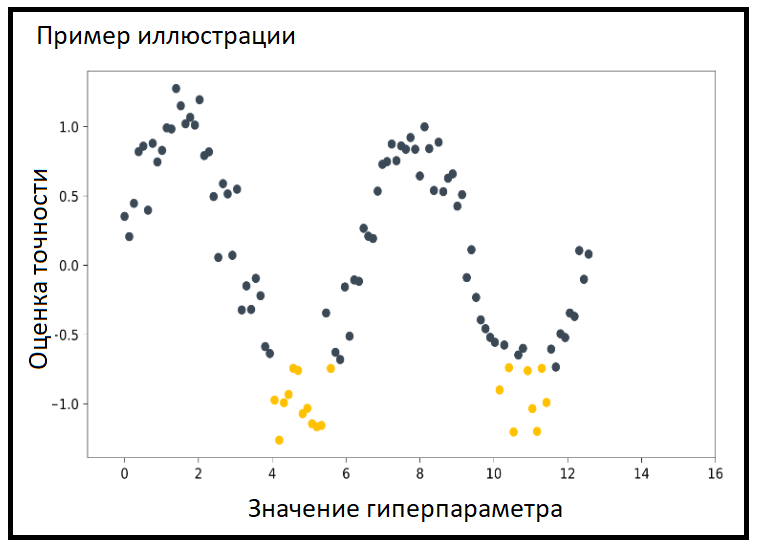 Пример иллюстрации
Оценка точности
1.0
0.5
0.0
-0.5
-1.0
0 2 4 6 8 10 12 14 16
Значение гиперпараметра